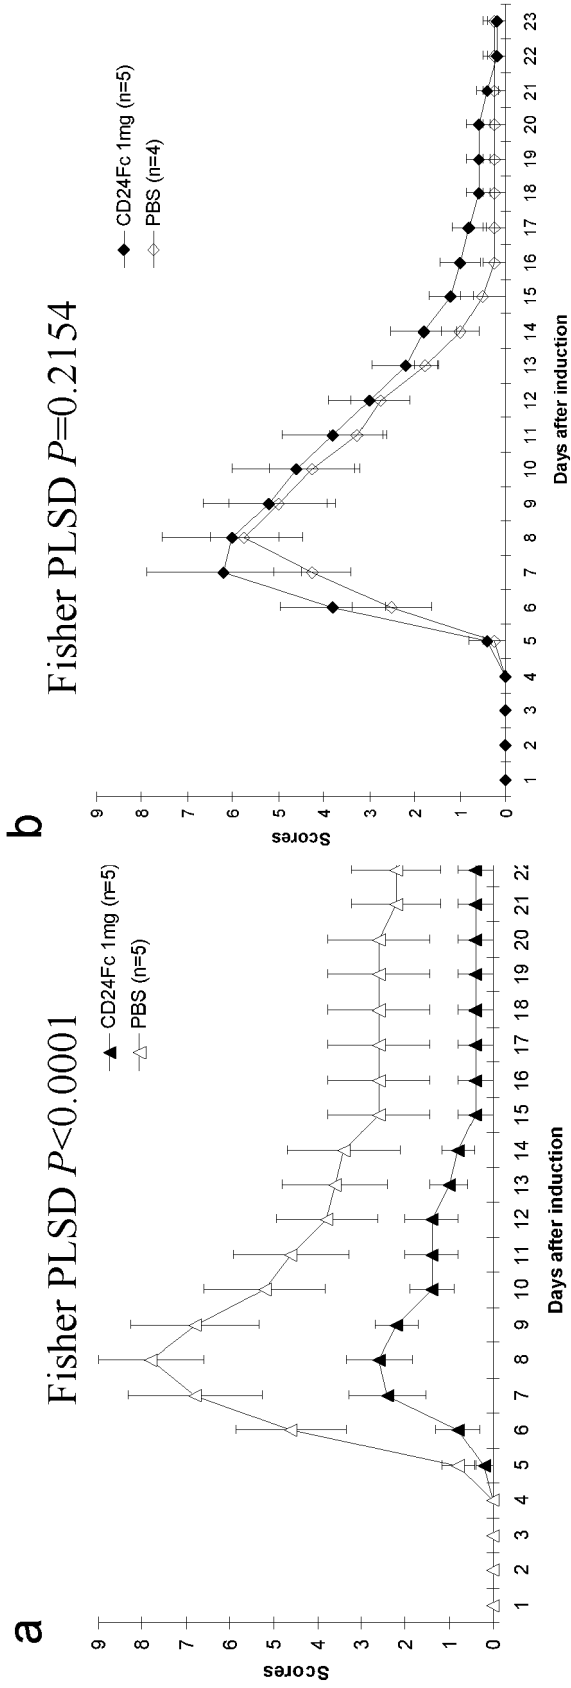 a
Fisher PLSD P<0.0001
CD24Fc 1mg (n=5)
PBS (n=5)
Scores
9
8
7
6
5
4
3
2
1
0
1 2 3 4 5 6 7 8 9 10 11 12 13 14 15 16 17 18 19 20 21 22
Days after induction
b
Fisher PLSD P=0.2154
CD24Fc 1mg (n=5)
PBS (n=4)
Scores
9
8
7
6
5
4
3
2
1
0
1 2 3 4 5 6 7 8 9 10 11 12 13 14 15 16 17 18 19 20 21 22 23
Days after induction